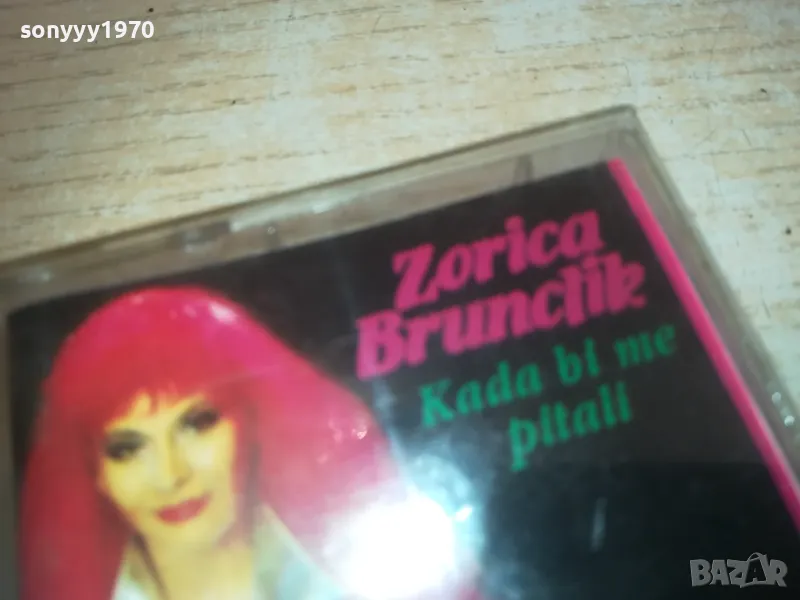 sonyyy1970
Zorica
Brunclik
Kada bi me
pitali
BAZAR